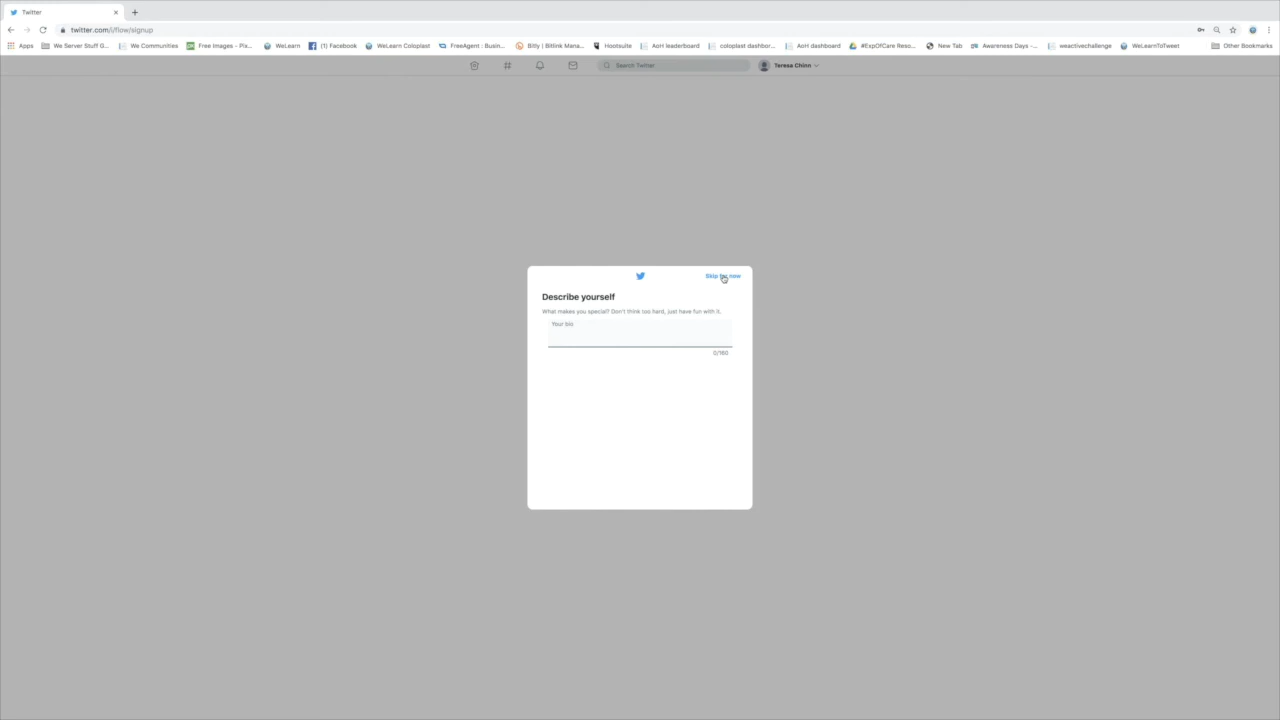 Twitter
twitter.com/i/flow/signup
Apps We Server Stuff G... We Communities Free Images - Pix... WeLearn (1) Facebook WeLearn Coloplast FreeAgent : Busin... Bitly | Bitlink Mana... Hootsuite AoH leaderboard coloplast dashbor... AoH dashboard #ExpOfCare Reso... New Tab Awareness Days -... weactivechallenge WeLearnToTweet Other Bookmarks
Search Twitter Teresa Chinn
Skip for now
Describe yourself
What makes you special? Don't think too hard, just have fun with it.
Your bio
0/160